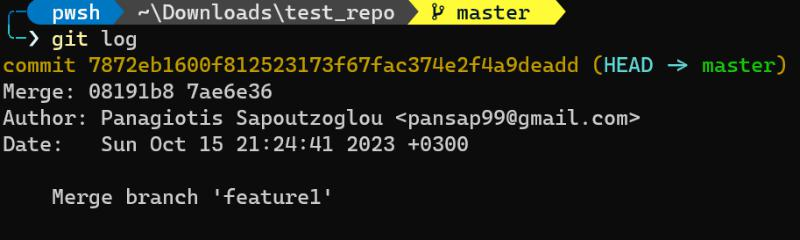 pwsh ~\Downloads\test_repo master
❯ git log
commit 7872eb1600f812523173f67fac374e2f4a9deadd (HEAD -> master)
Merge: 08191b8 7ae6e36
Author: Panagiotis Sapoutzoglou <pansap99@gmail.com>
Date:   Sun Oct 15 21:24:41 2023 +0300
    Merge branch 'feature1'